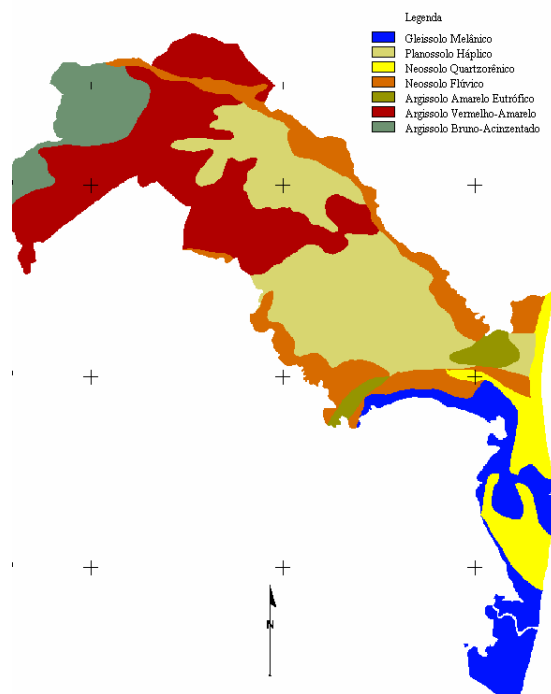 Legenda
Gleissolo Melânico
Planossolo Háplico
Neossolo Quartzorênico
Neossolo Flúvico
Argissolo Amarelo Eutrófico
Argissolo Vermelho-Amarelo
Argissolo Bruno-Acinzentado
N